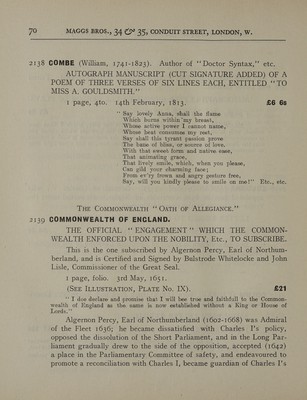 70 MAGGS BROS., 34 & 35, CONDUIT STREET, LONDON, W.
2138 COMBE (William, 1741-1823). Author of "Doctor Syntax," etc.
AUTOGRAPH MANUSCRIPT (CUT SIGNATURE ADDED) OF A
POEM OF THREE VERSES OF SIX LINES EACH, ENTITLED "TO
MISS A. GOULDSMITH."
1 page, 4to. 14th February, 1813. £6 6s
"Say lovely Anna, shall the flame
Which burns within my breast,
Whose active power I cannot name,
Whose heat consumes my rest,
Say shall this tyrant passion prove
The bane of bliss, or source of love.
With that sweet form and native ease,
That animating grace,
That lively smile, which, when you please,
Can gild your charming face;
From ev'ry frown and angry gesture free,
Say, will you kindly please to smile on me!" Etc., etc.
THE COMMONWEALTH "OATH OF ALLEGIANCE."
2139 COMMONWEALTH OF ENGLAND.
THE OFFICIAL "ENGAGEMENT" WHICH THE COMMON-
WEALTH ENFORCED UPON THE NOBILITY, Etc., TO SUBSCRIBE.
This is the one subscribed by Algernon Percy, Earl of Northum-
berland, and is Certified and Signed by Bulstrode Whitelocke and John
Lisle, Commissioner of the Great Seal.
1 page, folio. 3rd May, 1651.
(SEE ILLUSTRATION, PLATE No. IX). £21
"I doe declare and promise that I will bee true and faithfull to the Common-
wealth of England as the same is now established without a King or House of
Lords."
Algernon Percy, Earl of Northumberland (1602-1668) was Admiral
of the Fleet 1636; he became dissatisfied with Charles I's policy,
opposed the dissolution of the Short Parliament, and in the Long Par-
liament gradually drew to the side of the opposition, accepted (1642)
a place in the Parliamentary Committee of safety, and endeavoured to
promote a reconciliation with Charles I, became guardian of Charles I's